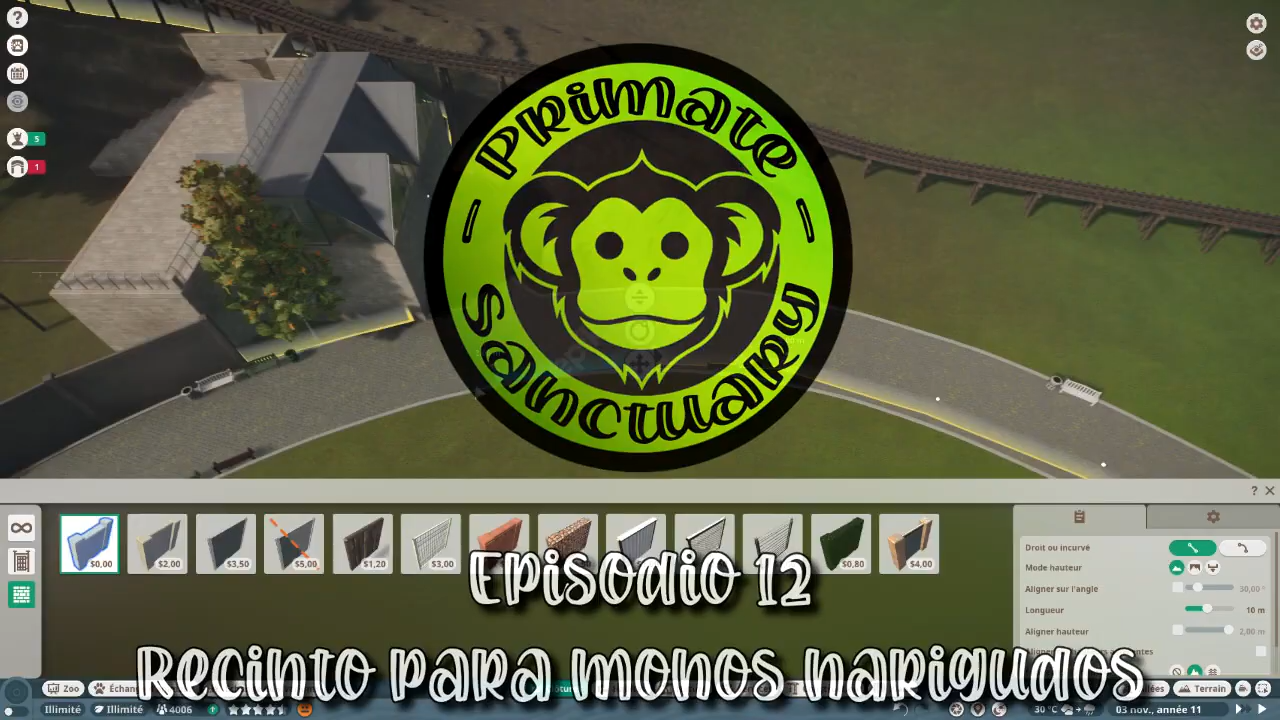 5
1
PRimate
Sanctuary
? ×
$0,00
$2,00
$3,50
$5,00
$1,20
$3,00
$0,80
$4,00
Droit ou incurvé
Mode hauteur
Aligner sur l'angle 30,00°
Longueur 10 m
Aligner hauteur 2,00 m
Episodio 12
Recinto para monos narigudos
Zoo
Terrain
Illimité
Illimité
4006
30 °C
03 nov., année 11